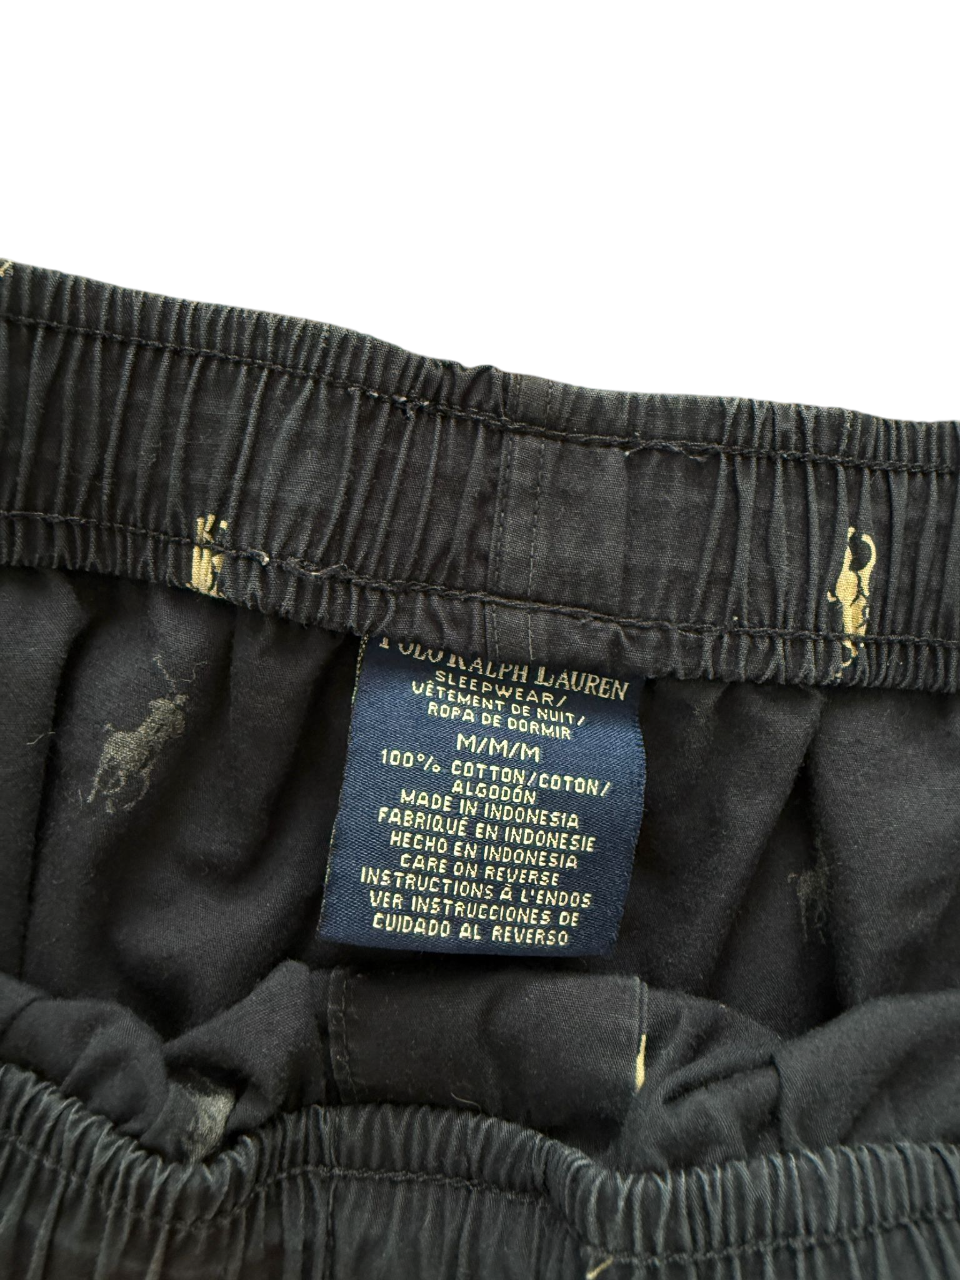 POLO RALPH LAUREN
SLEEPWEAR/
VÊTEMENT DE NUIT/
ROPA DE DORMIR
M/M/M
100% COTTON/COTON/
ALGODÓN
MADE IN INDONESIA
FABRIQUÉ EN INDONESIE
HECHO EN INDONESIA
CARE ON REVERSE
INSTRUCTIONS À L'ENDOS
VER INSTRUCCIONES DE
CUIDADO AL REVERSO